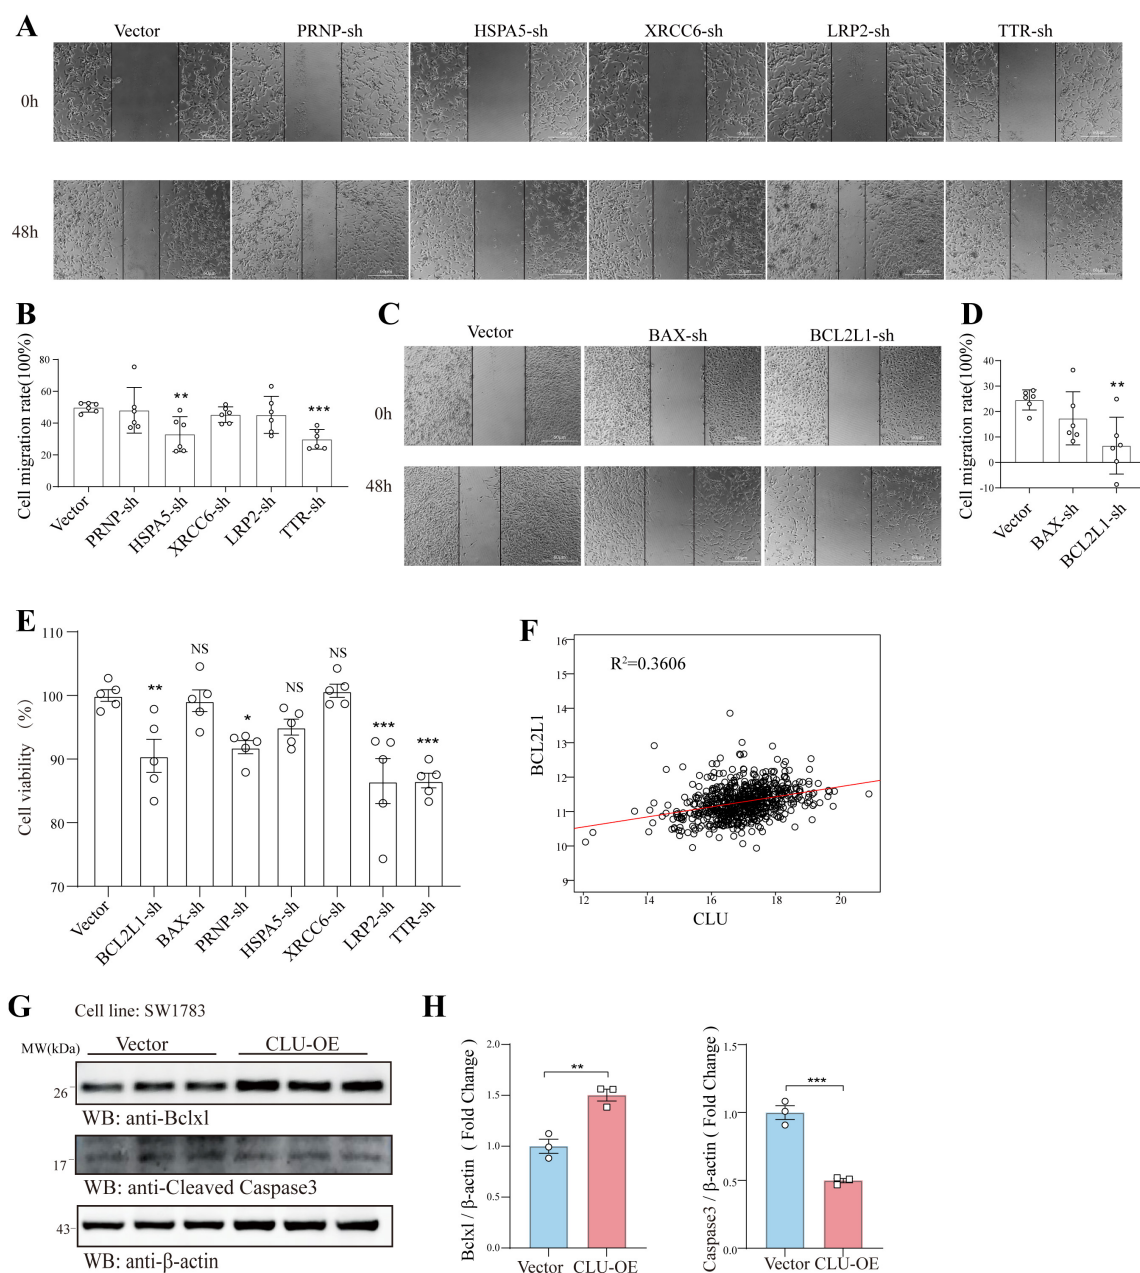 A
Vector PRNP-sh HSPA5-sh XRCC6-sh LRP2-sh TTR-sh
0h
48h
B
Cell migration rate(100%)
80
60
40
20
0
** ***
Vector PRNP-sh HSPA5-sh XRCC6-sh LRP2-sh TTR-sh
C
Vector BAX-sh BCL2L1-sh
0h
48h
D
Cell migration rate(100%)
40
30
20
10
0
-10
**
Vector BAX-sh BCL2L1-sh
E
Cell viability (%)
110
100
90
80
70
** NS * NS NS *** ***
Vector BCL2L1-sh BAX-sh PRNP-sh HSPA5-sh XRCC6-sh LRP2-sh TTR-sh
F
R²=0.3606
BCL2L1
16
15
14
13
12
11
10
9
12 14 16 18 20
CLU
G
Cell line: SW1783
MW(kDa) Vector CLU-OE
26
WB: anti-Bclxl
17
WB: anti-Cleaved Caspase3
43
WB: anti-β-actin
H
Bclxl / β-actin ( Fold Change )
2.0
1.5
1.0
0.5
0.0
**
Vector CLU-OE
Caspase3 / β-actin ( Fold Change )
1.5
1.0
0.5
0.0
***
Vector CLU-OE